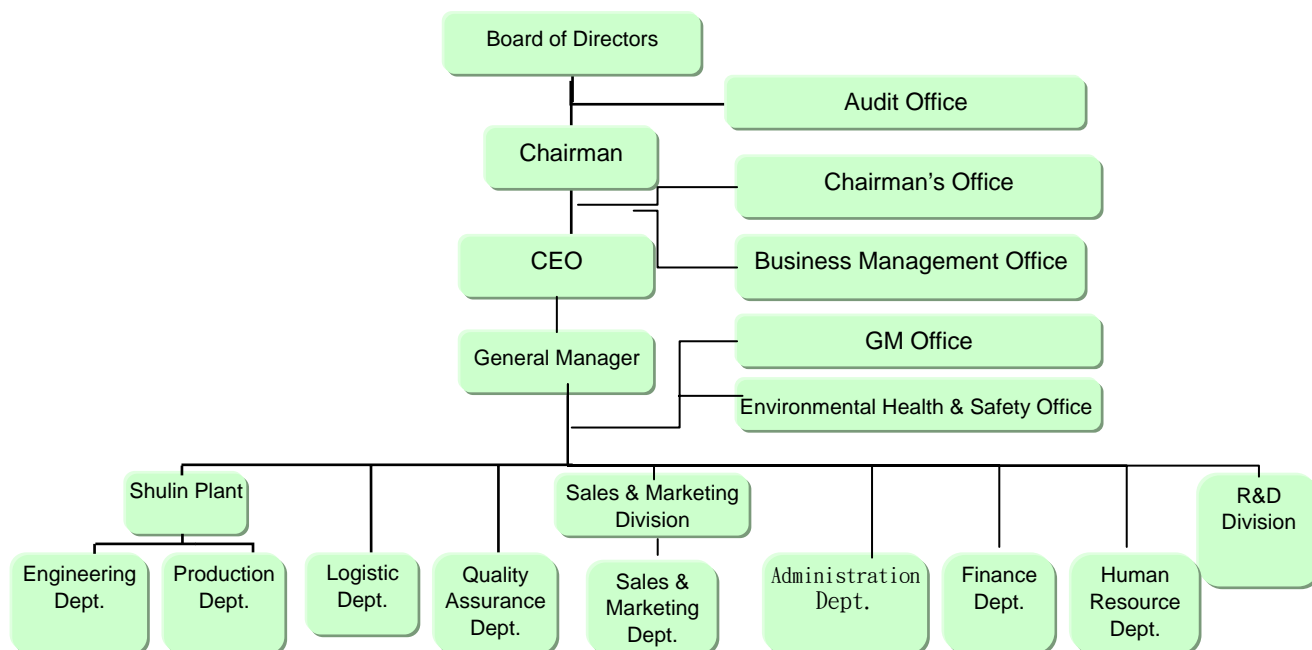 Board of Directors
Audit Office
Chairman
Chairman’s Office
CEO
Business Management Office
General Manager
GM Office
Environmental Health & Safety Office
Shulin Plant
Sales & Marketing
Division
R&D
Division
Engineering
Dept.
Production
Dept.
Logistic
Dept.
Quality
Assurance
Dept.
Sales &
Marketing
Dept.
Administration
Dept.
Finance
Dept.
Human
Resource
Dept.